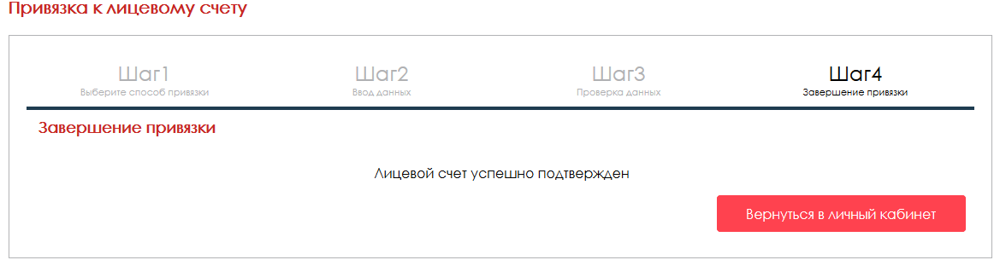 Привязка к лицевому счету
Шаг1 Шаг2 Шаг3 Шаг4
Выберите способ привязки Ввод данных Проверка данных Завершение привязки
Завершение привязки
Лицевой счет успешно подтвержден
Вернуться в личный кабинет